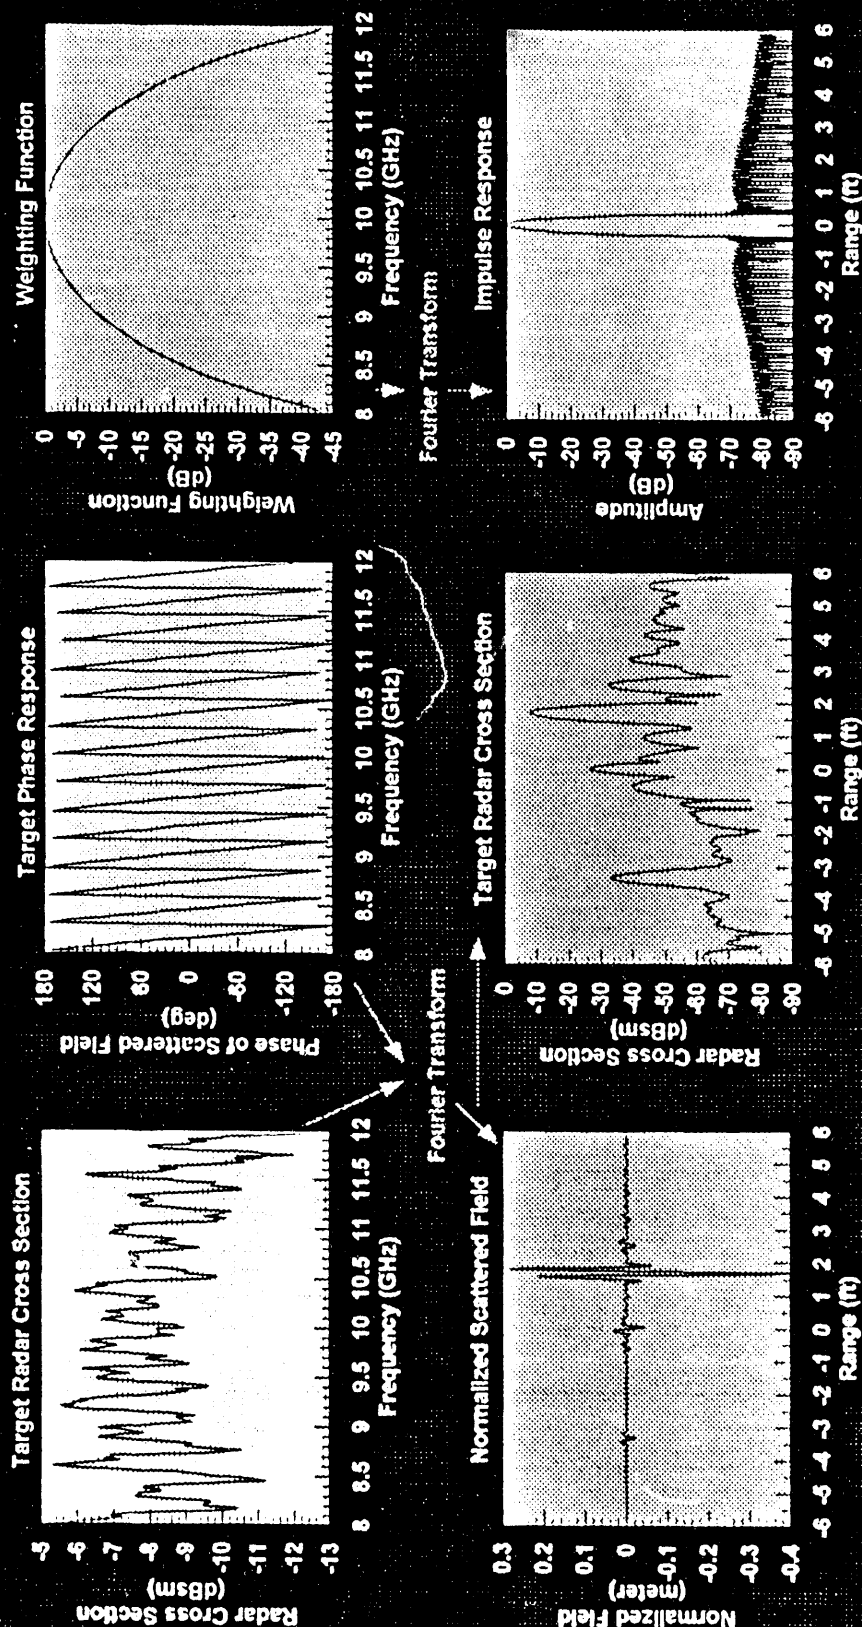 Target Radar Cross Section
Radar Cross Section
(dBsm)
-5
-6
-7
-8
-9
-10
-11
-12
-13
8 8.5 9 9.5 10 10.5 11 11.5 12
Frequency (GHz)
Target Phase Response
Phase of Scattered Field
(deg)
180
120
60
0
-60
-120
-180
8 8.5 9 9.5 10 10.5 11 11.5 12
Frequency (GHz)
Weighting Function
Weighting Function
(dB)
0
-5
-10
-15
-20
-25
-30
-35
-40
-45
8 8.5 9 9.5 10 10.5 11 11.5 12
Frequency (GHz)
Fourier Transform
Fourier Transform
Normalized Scattered Field
Normalized Field
(meter)
0.3
0.2
0.1
0
-0.1
-0.2
-0.3
-0.4
-6 -5 -4 -3 -2 -1 0 1 2 3 4 5 6
Range (ft)
Target Radar Cross Section
Radar Cross Section
(dBsm)
0
-10
-20
-30
-40
-50
-60
-70
-80
-90
-6 -5 -4 -3 -2 -1 0 1 2 3 4 5 6
Range (ft)
Impulse Response
Amplitude
(dB)
0
-10
-20
-30
-40
-50
-60
-70
-80
-90
-6 -5 -4 -3 -2 -1 0 1 2 3 4 5 6
Range (ft)